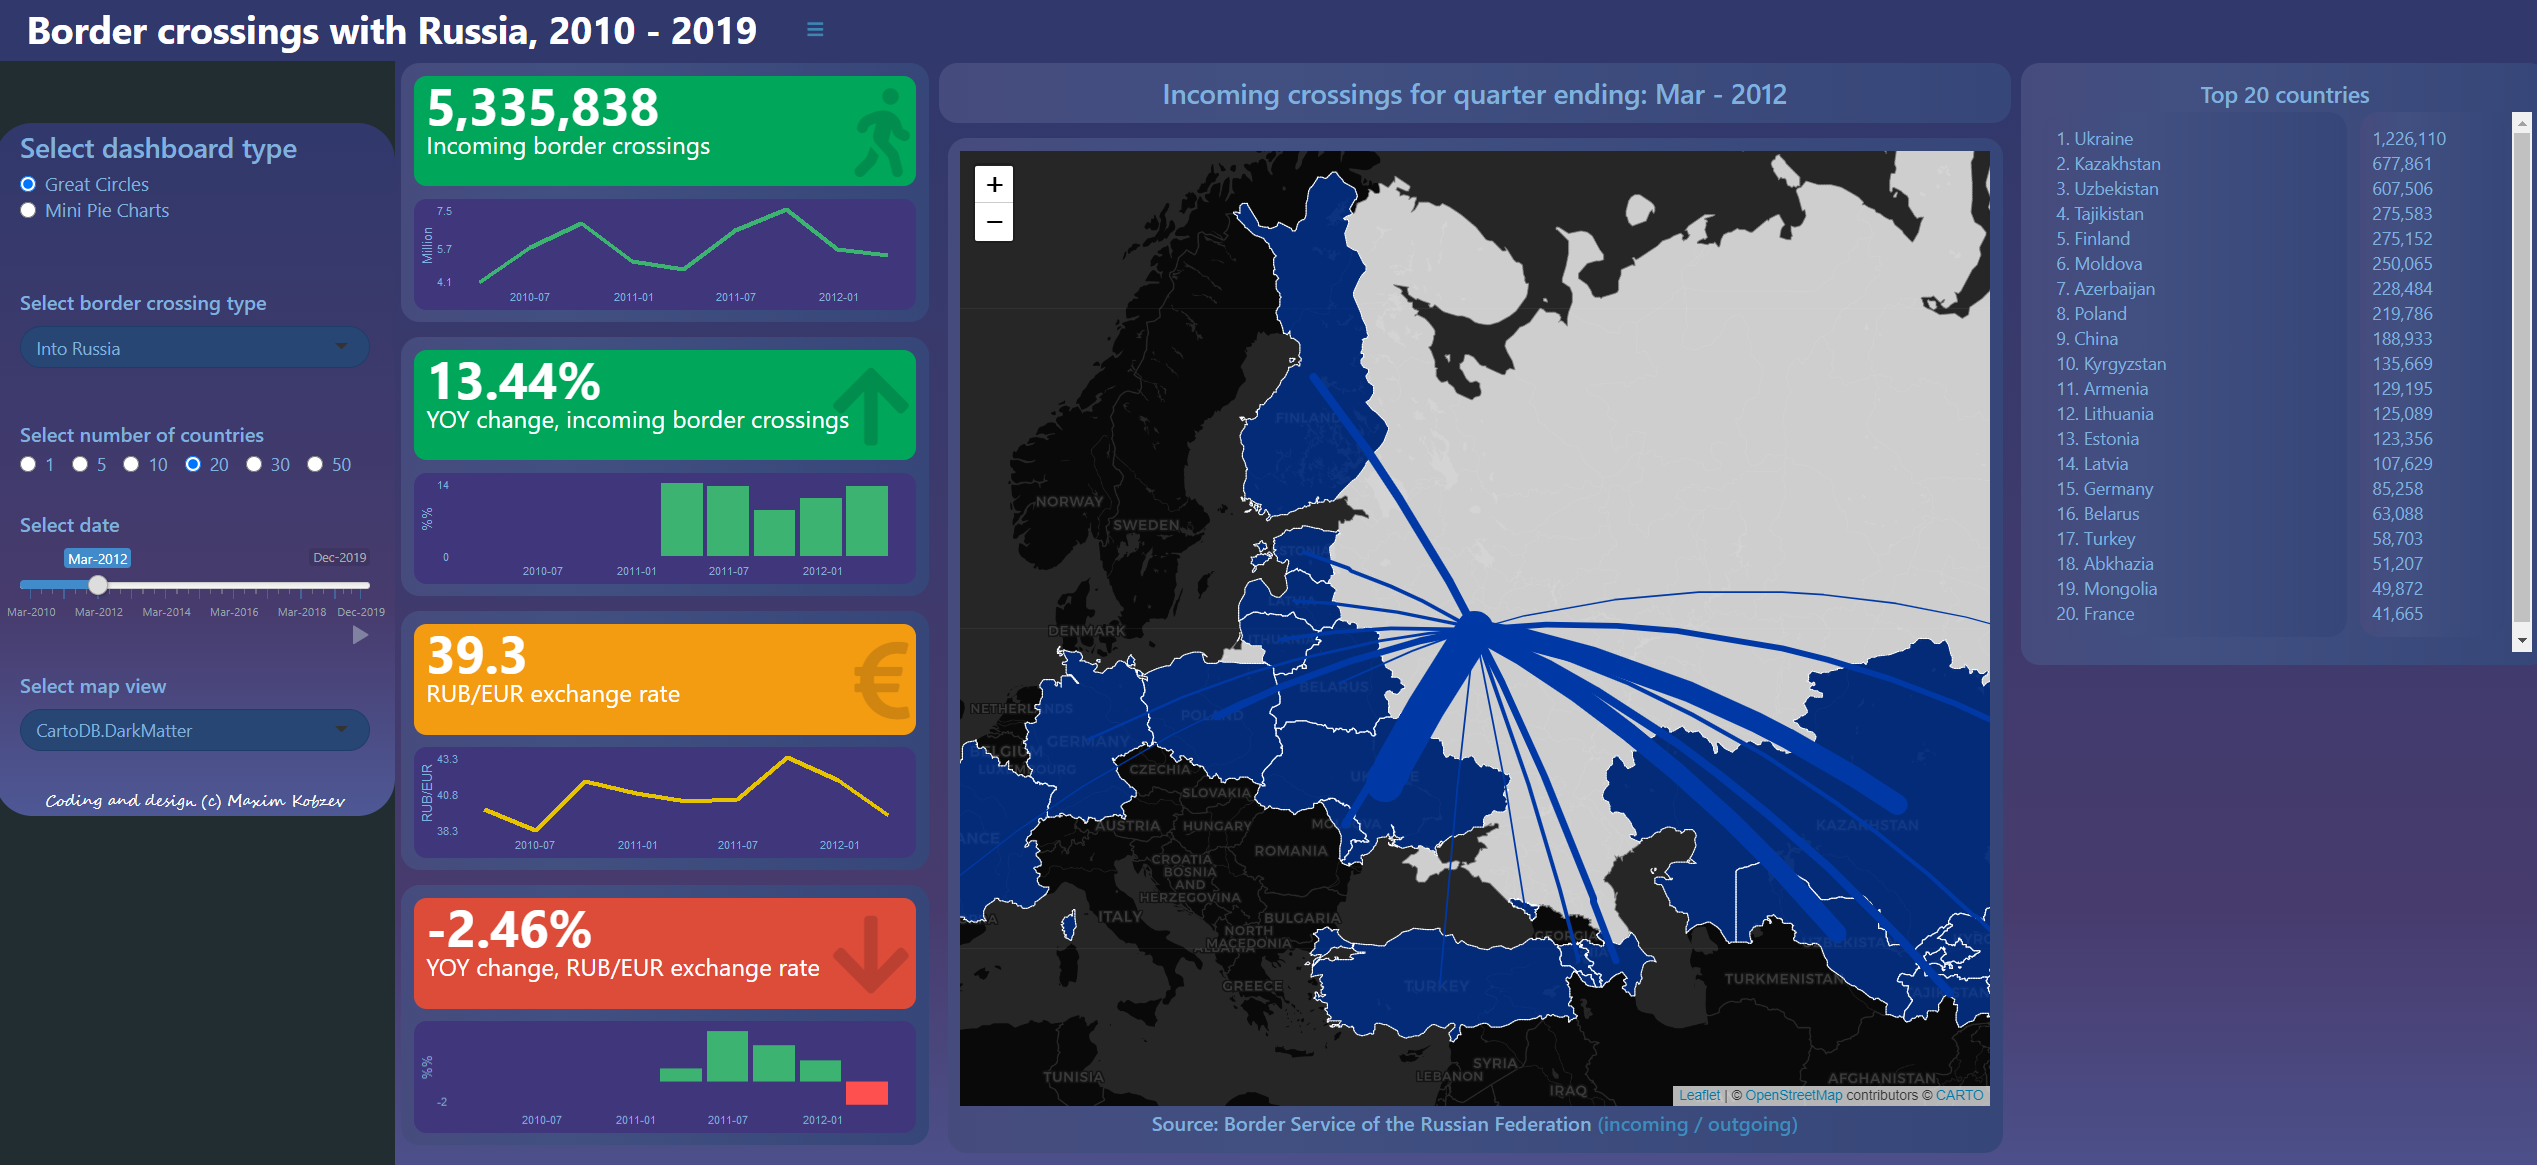 Border crossings with Russia, 2010 - 2019
Select dashboard type
Great Circles
Mini Pie Charts
Select border crossing type
Into Russia
Select number of countries
1 5 10 20 30 50
Select date
Mar-2012 Dec-2019
Mar-2010 Mar-2012 Mar-2014 Mar-2016 Mar-2018 Dec-2019
Select map view
CartoDB.DarkMatter
Coding and design (c) Maxim Kobzev
5,335,838
Incoming border crossings
Million
7.5
5.7
4.1
2010-07 2011-01 2011-07 2012-01
13.44%
YOY change, incoming border crossings
%%
14
0
2010-07 2011-01 2011-07 2012-01
39.3
RUB/EUR exchange rate
RUB/EUR
43.3
40.8
38.3
2010-07 2011-01 2011-07 2012-01
-2.46%
YOY change, RUB/EUR exchange rate
%%
-2
2010-07 2011-01 2011-07 2012-01
Incoming crossings for quarter ending: Mar - 2012
+
−
FINLAND
NORWAY
SWEDEN
LATVIA
DENMARK
BELARUS
NETHERLANDS
POLAND
GERMANY
BELGIUM
LUXEMBOURG
CZECHIA
SLOVAKIA
AUSTRIA
HUNGARY
KAZAKHSTAN
ROMANIA
CROATIA
BOSNIA
AND
HERZEGOVINA
ITALY
BULGARIA
NORTH
MACEDONIA
GEORGIA
TURKMENISTAN
GREECE
TURKEY
SYRIA
LEBANON
TUNISIA
IRAQ
AFGHANISTAN
Leaflet | © OpenStreetMap contributors © CARTO
Source: Border Service of the Russian Federation (incoming / outgoing)
Top 20 countries
1. Ukraine 1,226,110
2. Kazakhstan 677,861
3. Uzbekistan 607,506
4. Tajikistan 275,583
5. Finland 275,152
6. Moldova 250,065
7. Azerbaijan 228,484
8. Poland 219,786
9. China 188,933
10. Kyrgyzstan 135,669
11. Armenia 129,195
12. Lithuania 125,089
13. Estonia 123,356
14. Latvia 107,629
15. Germany 85,258
16. Belarus 63,088
17. Turkey 58,703
18. Abkhazia 51,207
19. Mongolia 49,872
20. France 41,665